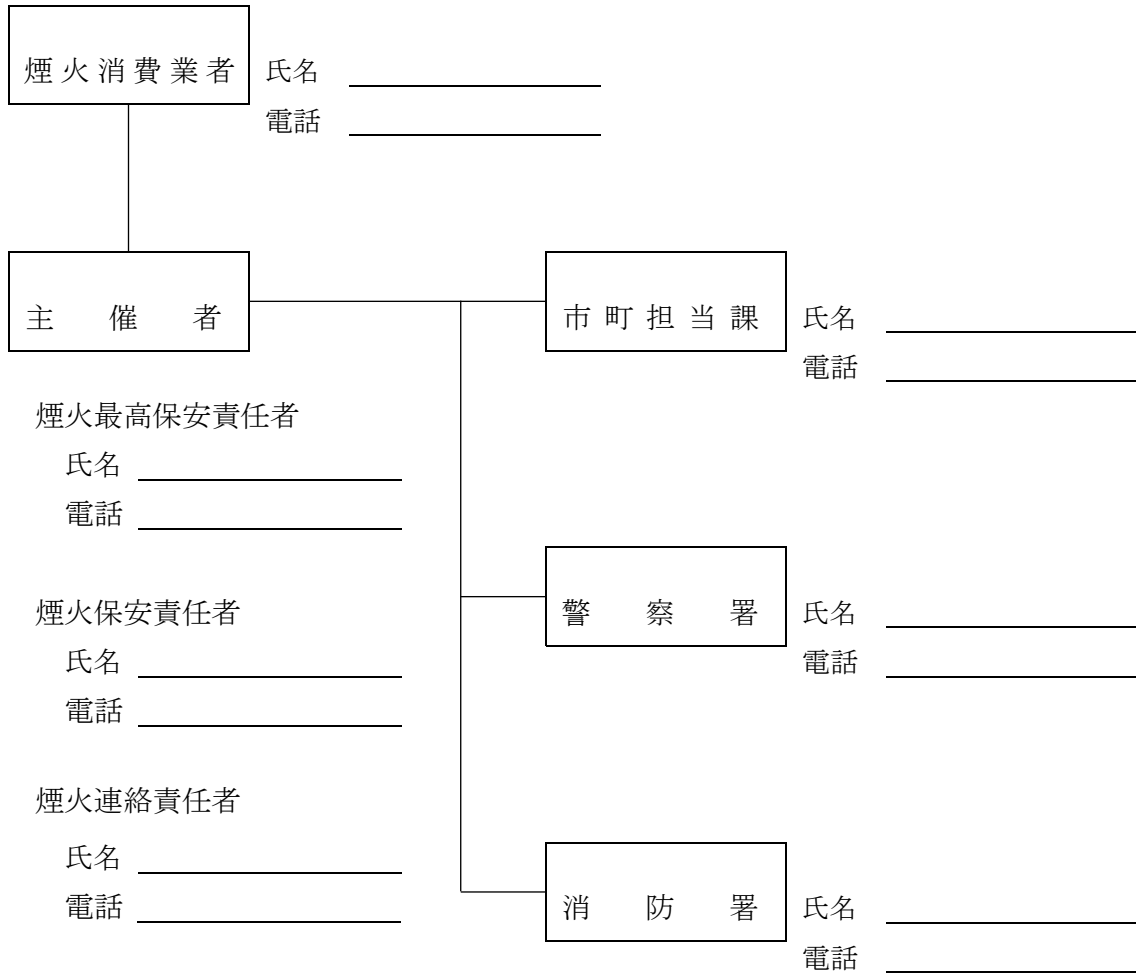 煙火消費業者
氏名
電話
主催者
市町担当課
氏名
電話
煙火最高保安責任者
氏名
電話
煙火保安責任者
氏名
電話
警察署
氏名
電話
煙火連絡責任者
氏名
電話
消防署
氏名
電話